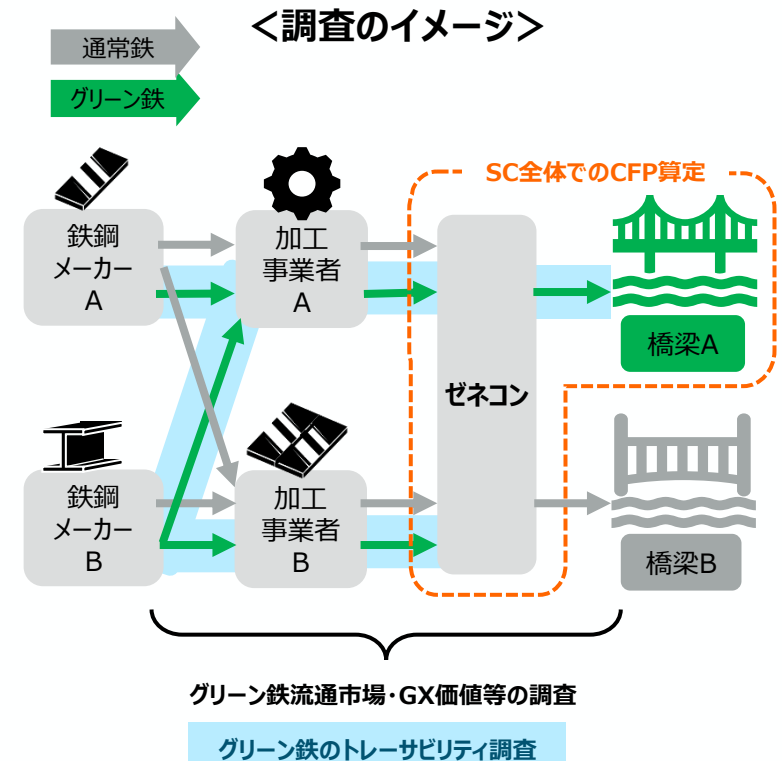 <調査のイメージ>
通常鉄
グリーン鉄
SC全体でのCFP算定
鉄鋼
メーカー
A
加工
事業者
A
橋梁A
ゼネコン
鉄鋼
メーカー
B
加工
事業者
B
橋梁B
グリーン鉄流通市場・GX価値等の調査
グリーン鉄のトレーサビリティ調査